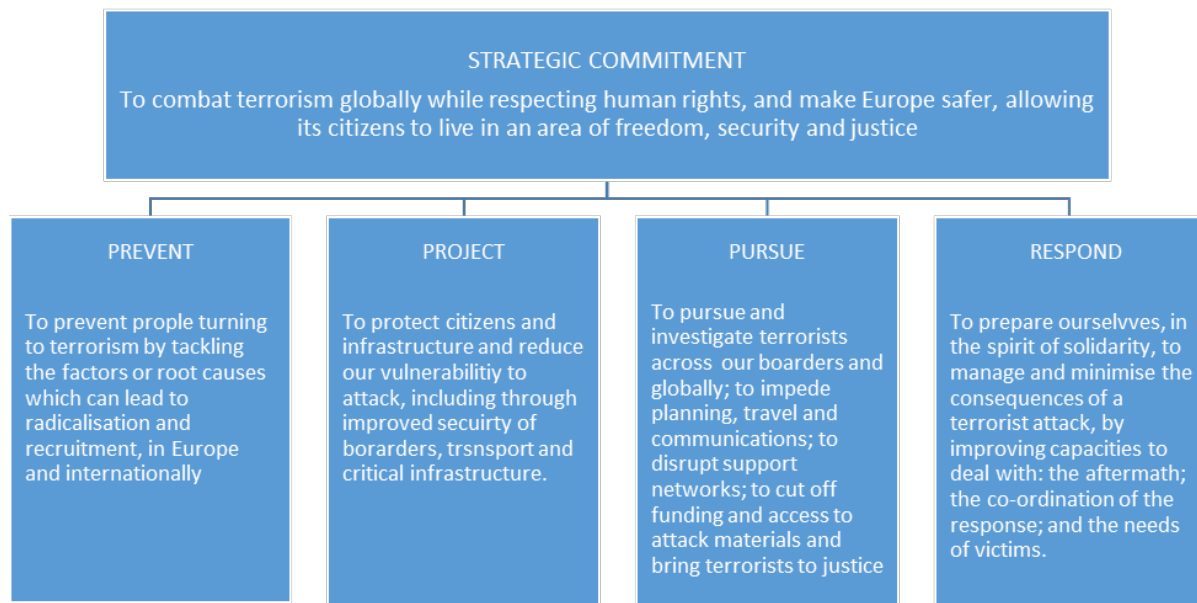 STRATEGIC COMMITMENT
To combat terrorism globally while respecting human rights, and make Europe safer, allowing
its citizens to live in an area of freedom, security and justice
PREVENT
To prevent prople turning
to terrorism by tackling
the factors or root causes
which can lead to
radicalisation and
recruitment, in Europe
and internationally
PROJECT
To protect citizens and
infrastructure and reduce
our vulnerabilitiy to
attack, including through
improved secuirty of
borarders, trsnsport and
critical infrastructure.
PURSUE
To pursue and
investigate terrorists
across our boarders and
globally; to impede
planning, travel and
communications; to
disrupt support
networks; to cut off
funding and access to
attack materials and
bring terrorists to justice
RESPOND
To prepare ourselvves, in
the spirit of solidarity, to
manage and minimise the
consequences of a
terrorist attack, by
improving capacities to
deal with: the aftermath;
the co-ordination of the
response; and the needs
of victims.